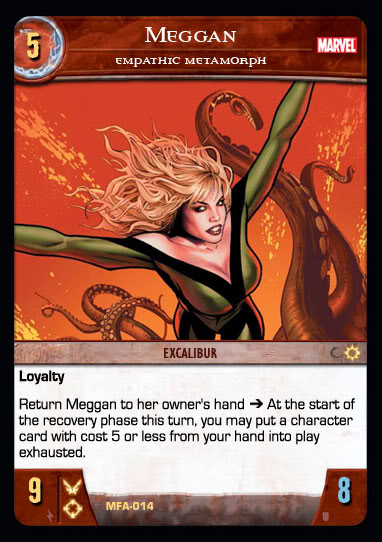 5
Meggan
Empathic Metamorph
MARVEL
EXCALIBUR
C
Loyalty
Return Meggan to her owner's hand ➔ At the start
of the recovery phase this turn, you may put a character
card with cost 5 or less from your hand into play
exhausted.
9
MFA-014
8